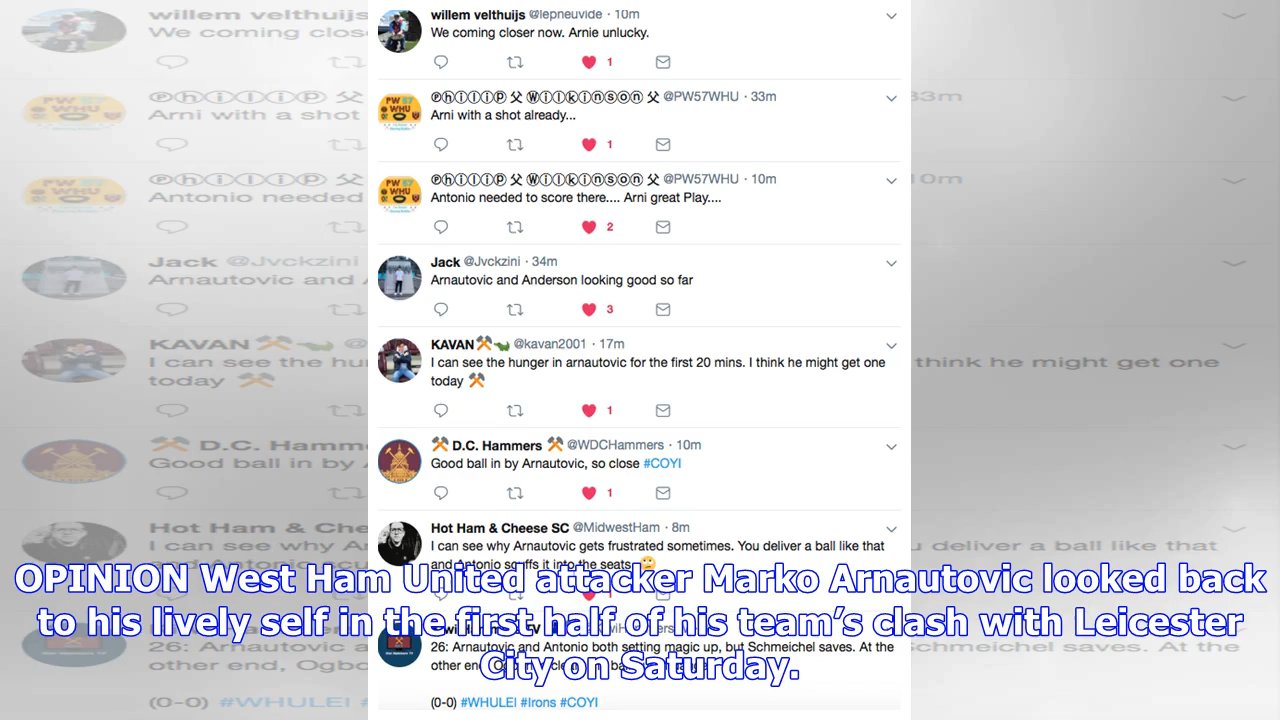 willem velthuijs @lepneuvide · 10m
We coming closer now. Arnie unlucky.
1
Ⓟⓗⓘⓛⓘⓟ ⚒ Ⓦⓘⓛⓚⓘⓝⓢⓞⓝ ⚒ @PW57WHU · 33m
Arni with a shot already...
1
Ⓟⓗⓘⓛⓘⓟ ⚒ Ⓦⓘⓛⓚⓘⓝⓢⓞⓝ ⚒ @PW57WHU · 10m
Antonio needed to score there.... Arni great Play....
2
Jack @Jvckzini · 34m
Arnautovic and Anderson looking good so far
3
KAVAN⚒🦖 @kavan2001 · 17m
I can see the hunger in arnautovic for the first 20 mins. I think he might get one
today ⚒
1
⚒ D.C. Hammers ⚒ @WDCHammers · 10m
Good ball in by Arnautovic, so close #COYI
1
Hot Ham & Cheese SC @MidwestHam · 8m
I can see why Arnautovic gets frustrated sometimes. You deliver a ball like that
and Antonio scuffs it into the seats. 🙄
OPINION West Ham United attacker Marko Arnautovic looked back
to his lively self in the first half of his team’s clash with Leicester
City on Saturday.
26: Arnautovic and Antonio both setting magic up, but Schmeichel saves. At the
other end,
(0-0) #WHULEI #Irons #COYI